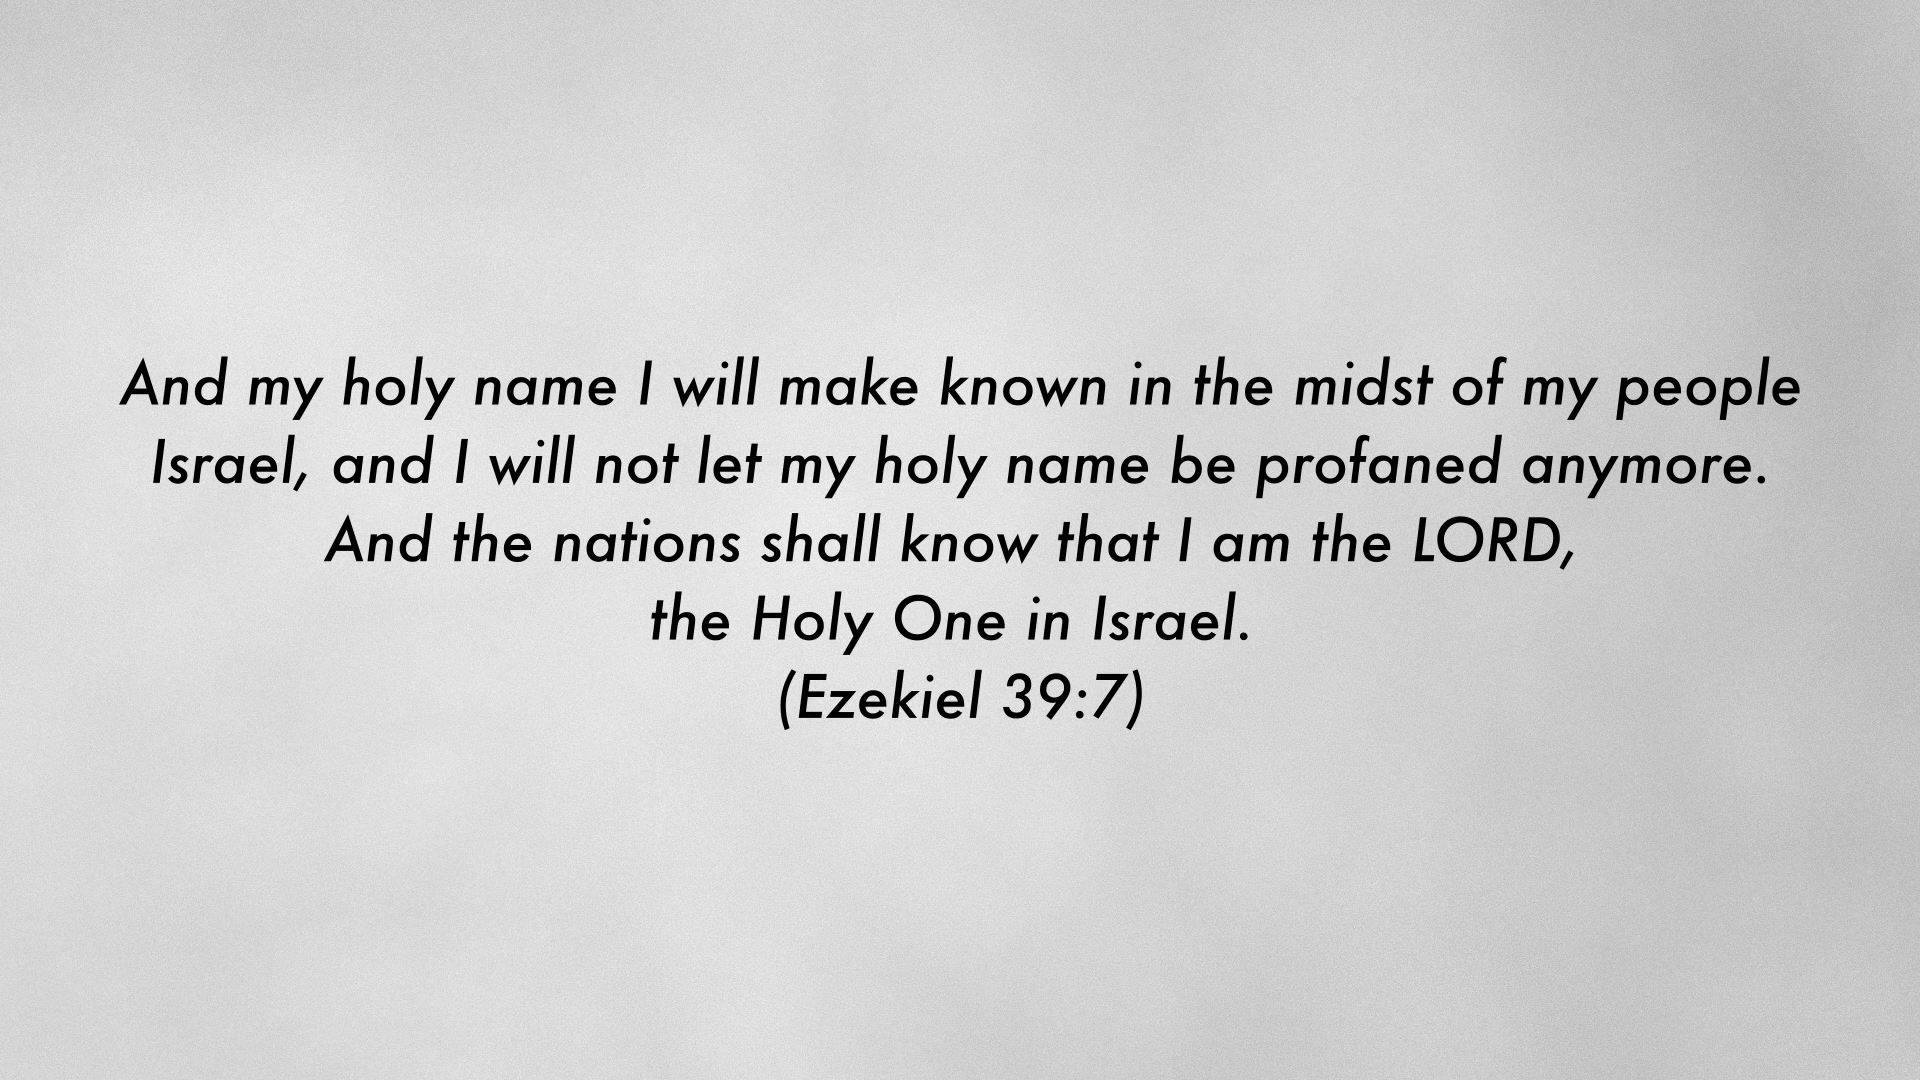 And my holy name I will make known in the midst of my people
Israel, and I will not let my holy name be profaned anymore.
And the nations shall know that I am the LORD,
the Holy One in Israel.
(Ezekiel 39:7)